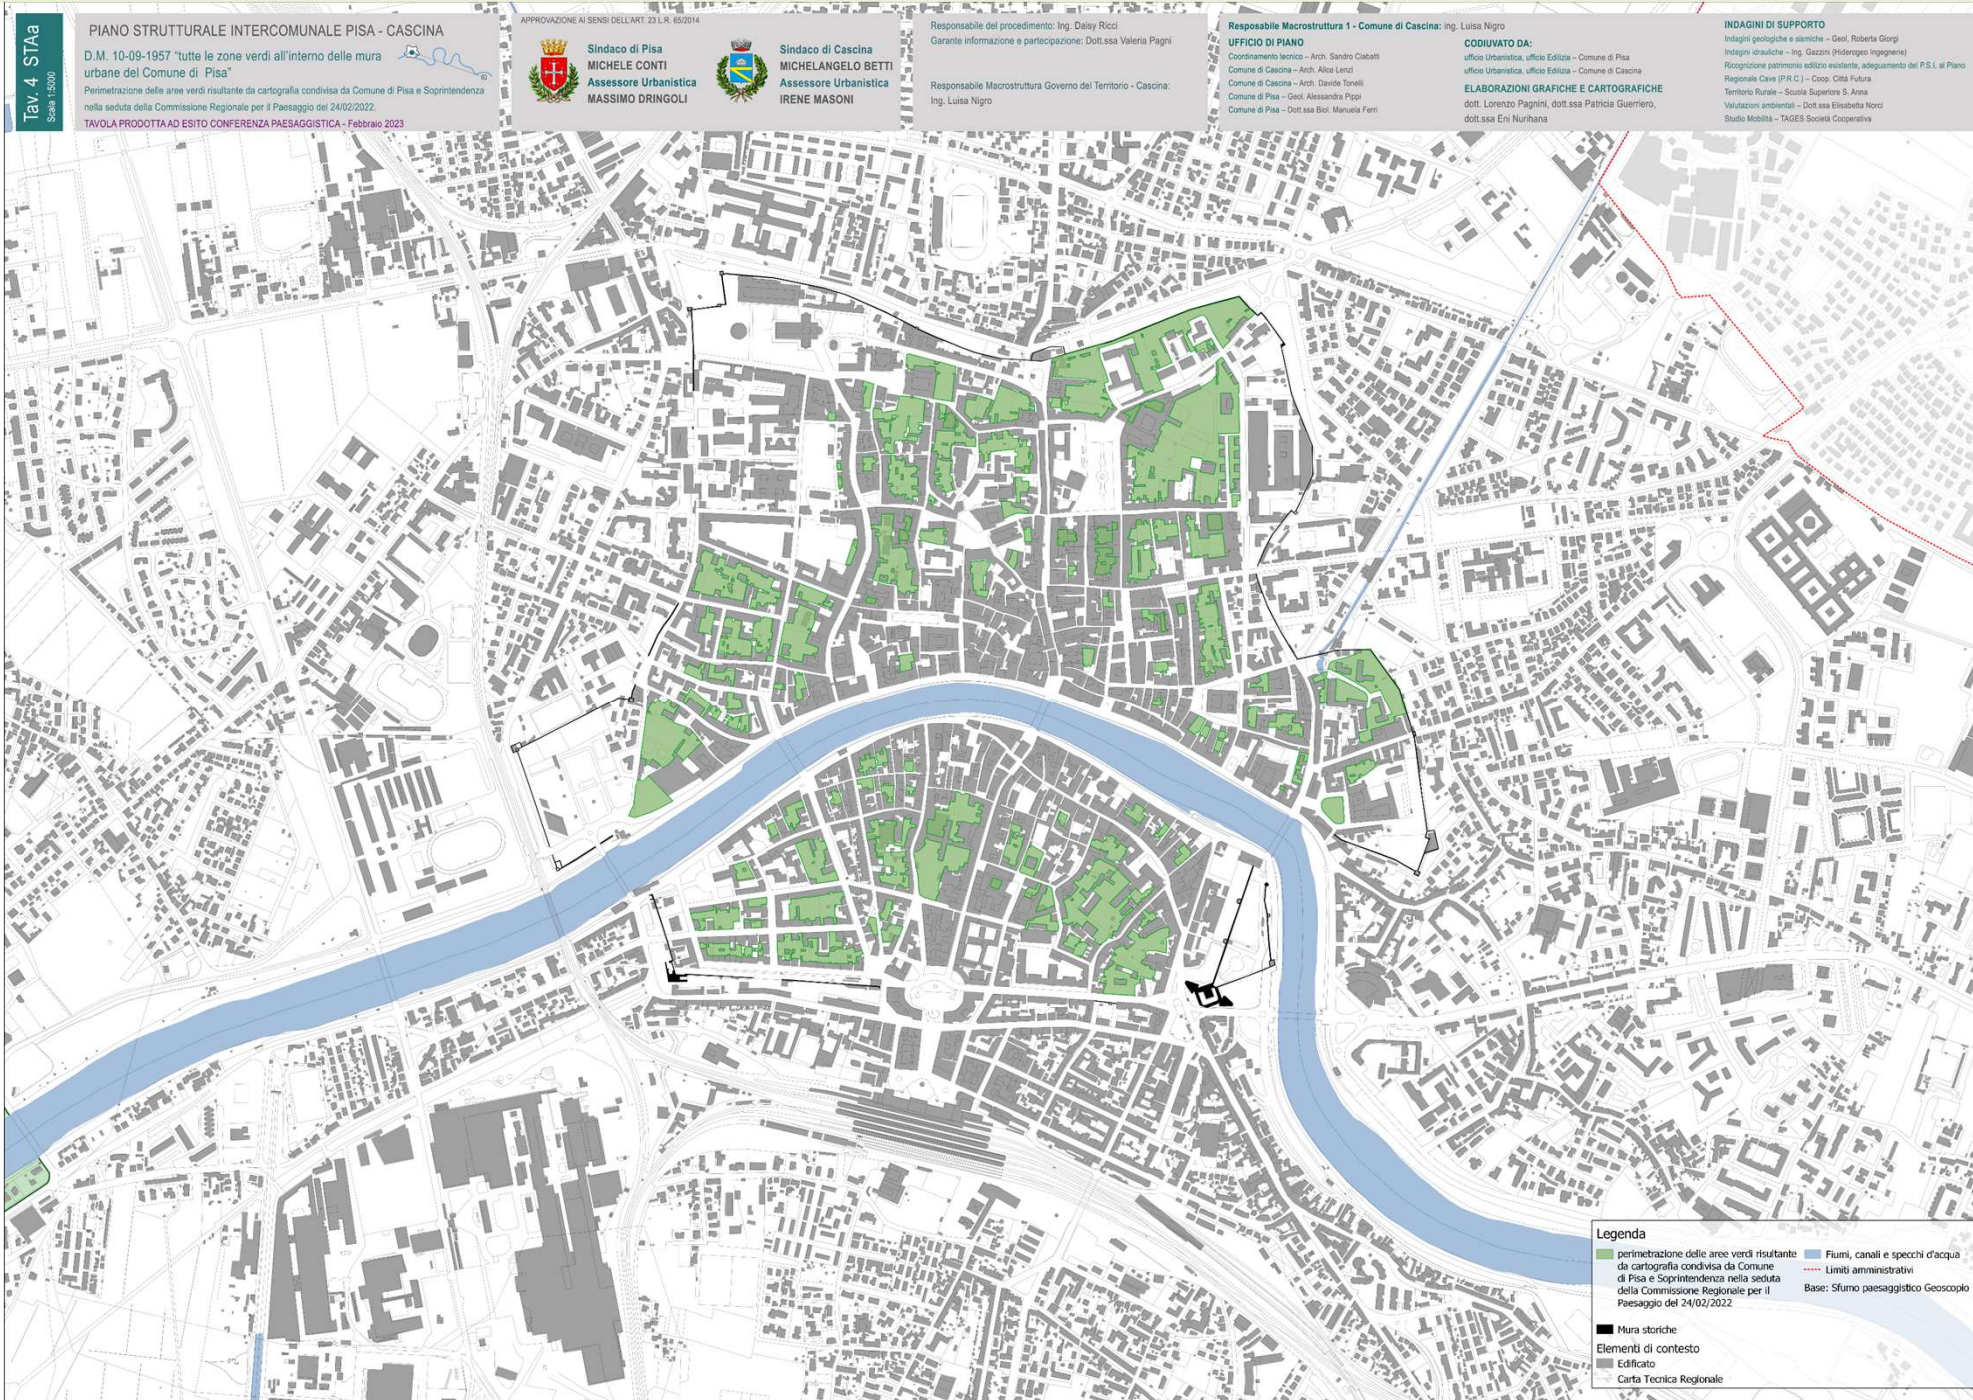 Tav. 4 STAa
Scala 1:5000
PIANO STRUTTURALE INTERCOMUNALE PISA - CASCINA
D.M. 10-09-1957 "tutte le zone verdi all'interno delle mura
urbane del Comune di Pisa"
Perimetrazione delle aree verdi risultante da cartografia condivisa da Comune di Pisa e Soprintendenza
nella seduta della Commissione Regionale per il Paesaggio del 24/02/2022.
TAVOLA PRODOTTA AD ESITO CONFERENZA PAESAGGISTICA - Febbraio 2023
APPROVAZIONE AI SENSI DELL'ART. 23 L.R. 65/2014
Sindaco di Pisa
MICHELE CONTI
Assessore Urbanistica
MASSIMO DRINGOLI
Sindaco di Cascina
MICHELANGELO BETTI
Assessore Urbanistica
IRENE MASONI
Responsabile del procedimento: Ing. Daisy Ricci
Garante informazione e partecipazione: Dott.ssa Valeria Pagni
Responsabile Macrostruttura Governo del Territorio - Cascina:
Ing. Luisa Nigro
Resposabile Macrostruttura 1 - Comune di Cascina: ing. Luisa Nigro
UFFICIO DI PIANO
Coordinamento tecnico – Arch. Sandro Ciabatti
Comune di Cascina – Arch. Alice Lenzi
Comune di Cascina – Arch. Davide Tonelli
Comune di Pisa – Geol. Alessandra Pippi
Comune di Pisa – Dott.ssa Biol. Manuela Ferri
CODIUVATO DA:
ufficio Urbanistica, ufficio Edilizia – Comune di Pisa
ufficio Urbanistica, ufficio Edilizia – Comune di Cascina
ELABORAZIONI GRAFICHE E CARTOGRAFICHE
dott. Lorenzo Pagnini, dott.ssa Patricia Guerriero,
dott.ssa Eni Nurihana
INDAGINI DI SUPPORTO
Indagini geologiche e sismiche – Geol. Roberta Giorgi
Indagini idrauliche – Ing. Gazzini (Hiderogeo Ingegnerie)
Ricognizione patrimonio edilizio esistente, adeguamento del P.S.I. al Piano
Regionale Cave (P.R.C.) – Coop. Città Futura
Territorio Rurale – Scuola Superiore S. Anna
Valutazioni ambientali – Dott.ssa Elisabetta Norci
Studio Mobilità – TAGES Società Cooperativa
Legenda
perimetrazione delle aree verdi risultante
da cartografia condivisa da Comune
di Pisa e Soprintendenza nella seduta
della Commissione Regionale per il
Paesaggio del 24/02/2022
Mura storiche
Elementi di contesto
Edificato
Carta Tecnica Regionale
Fiumi, canali e specchi d'acqua
Limiti amministrativi
Base: Sfumo paesaggistico Geoscopio